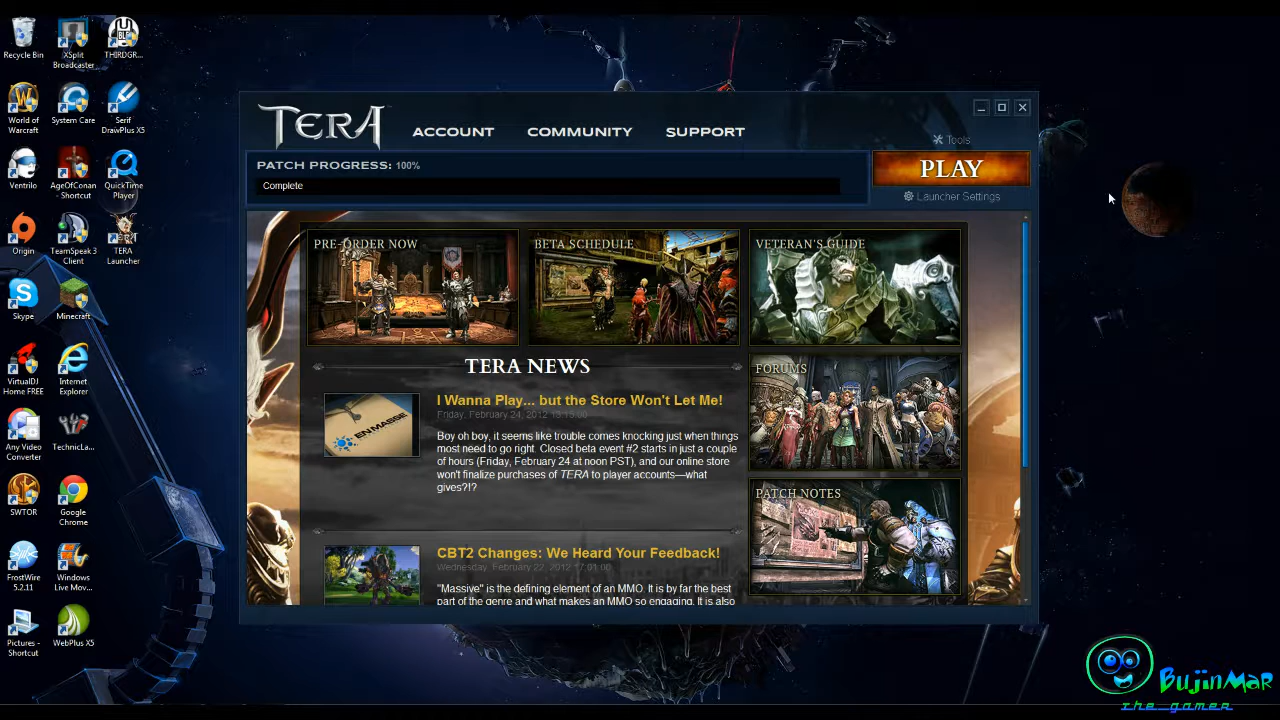 Recycle Bin
XSplit
Broadcaster
THIRDGR...
World of
Warcraft
System Care
Serif
DrawPlus X5
Ventrilo
AgeOfConan
- Shortcut
QuickTime
Player
Origin
TeamSpeak 3
Client
TERA
Launcher
Skype
Minecraft
VirtualDJ
Home FREE
Internet
Explorer
Any Video
Converter
TechnicLa...
SWTOR
Google
Chrome
FrostWire
5.2.11
Windows
Live Mov...
Pictures -
Shortcut
WebPlus X5
TERA
ACCOUNT
COMMUNITY
SUPPORT
Tools
PATCH PROGRESS: 100%
Complete
PLAY
Launcher Settings
PRE-ORDER NOW
BETA SCHEDULE
VETERAN'S GUIDE
TERA NEWS
FORUMS
EN MASSE
I Wanna Play... but the Store Won't Let Me!
Friday, February 24, 2012 13:13:00
Boy oh boy, it seems like trouble comes knocking just when things
most need to go right. Closed beta event #2 starts in just a couple
of hours (Friday, February 24 at noon PST), and our online store
won't finalize purchases of TERA to player accounts—what
gives?!?
PATCH NOTES
CBT2 Changes: We Heard Your Feedback!
Wednesday, February 22, 2012 17:01:00
"Massive" is the defining element of an MMO. It is by far the best
part of the genre and what makes an MMO so engaging. It is also
BujinMar
the_gamer